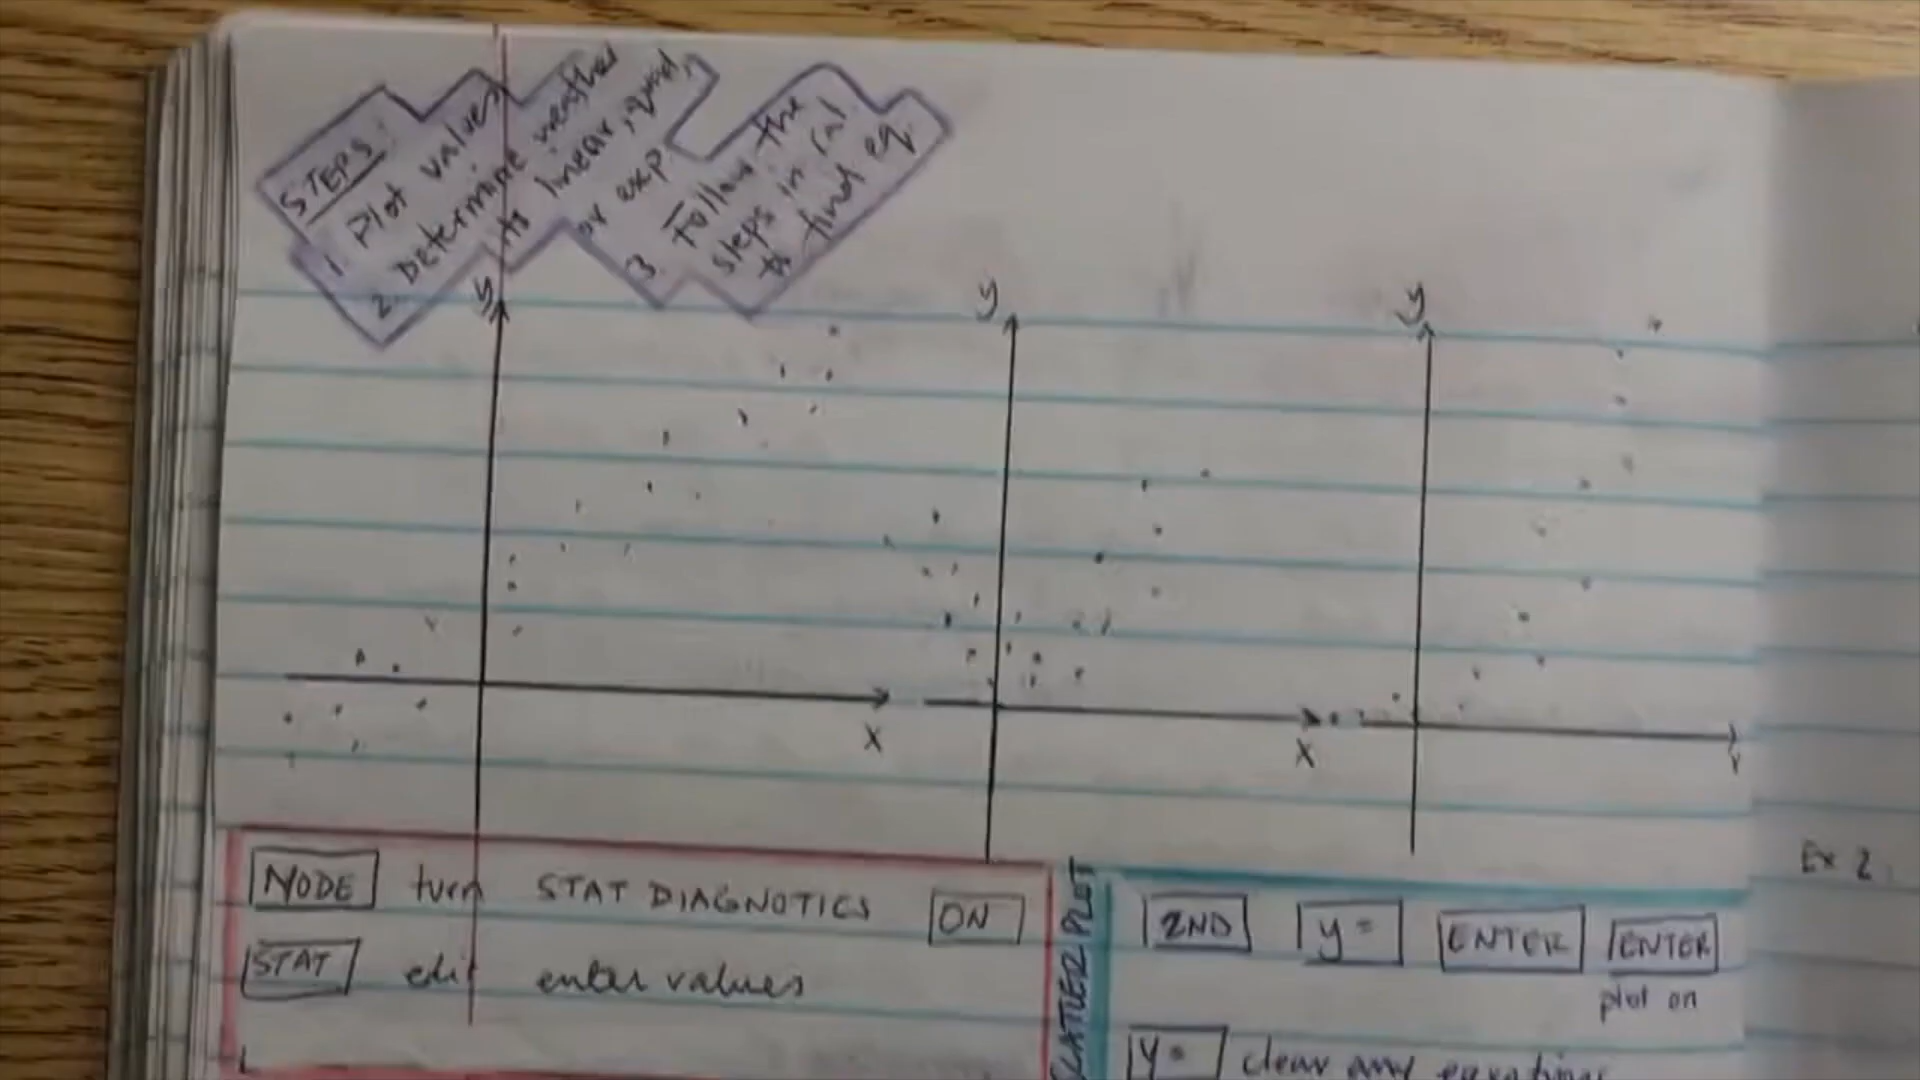 STEPS:
1. Plot values
2. Determine weather
its linear, quad,
or exp.
3. Follow the
steps in cal
to find eq
y
y
y
x
x
MODE turn STAT DIAGNOTICS ON
STAT edit enter values
SCATTER PLOT
2ND y= ENTER ENTER
plot on
y= clear any equations
Ex 2.